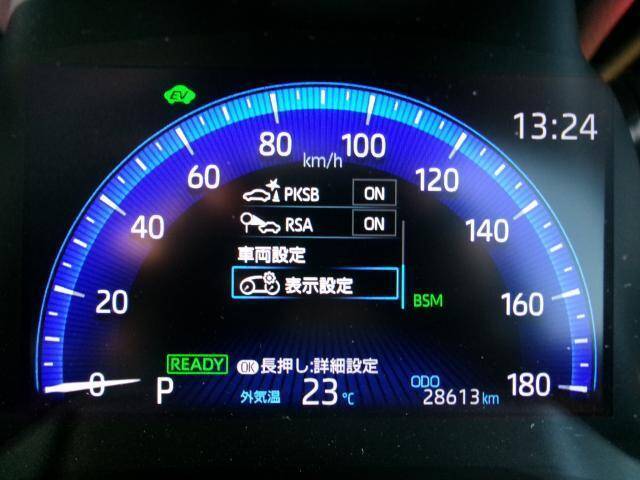 EV
13:24
80
100
km/h
60
120
PKSB ON
40
RSA ON
140
車両設定
表示設定
20
BSM
160
READY
OK 長押し:詳細設定
0
P
外気温 23 ℃
ODO
28613 km
180